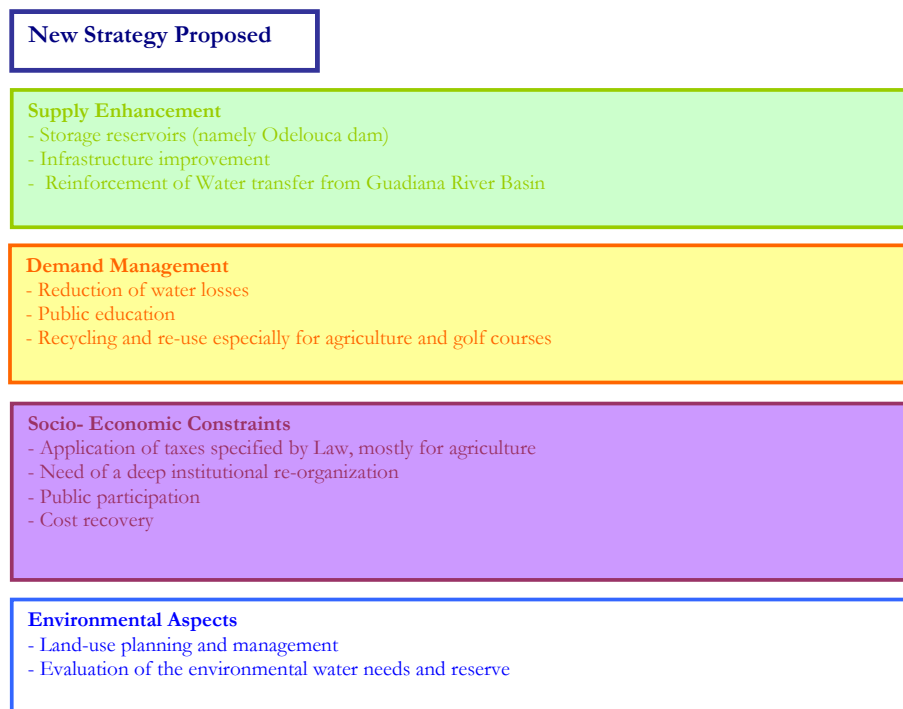 New Strategy Proposed
Supply Enhancement
- Storage reservoirs (namely Odelouca dam)
- Infrastructure improvement
- Reinforcement of Water transfer from Guadiana River Basin
Demand Management
- Reduction of water losses
- Public education
- Recycling and re-use especially for agriculture and golf courses
Socio- Economic Constraints
- Application of taxes specified by Law, mostly for agriculture
- Need of a deep institutional re-organization
- Public participation
- Cost recovery
Environmental Aspects
- Land-use planning and management
- Evaluation of the environmental water needs and reserve